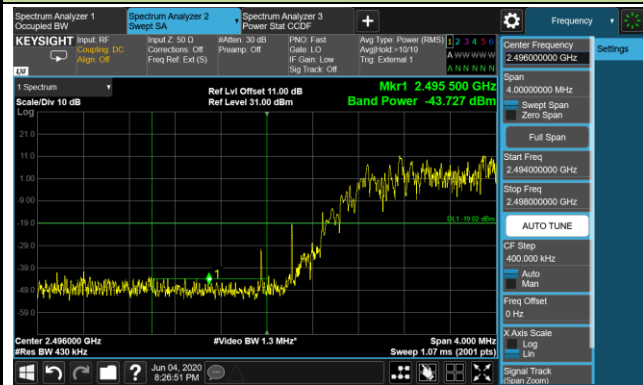 Spectrum Analyzer 1
Occupied BW
Spectrum Analyzer 2
Swept SA
Spectrum Analyzer 3
Power Stat CCDF
+
Frequency
KEYSIGHT
LXI
Input: RF
Coupling: DC
Align: Off
Input Z: 50 Ω
Corrections: Off
Freq Ref: Ext (S)
#Atten: 30 dB
Preamp: Off
PNO: Fast
Gate: LO
IF Gain: Low
Sig Track: Off
Avg Type: Power (RMS)
Avg|Hold:>10/10
Trig: External 1
1 2 3 4 5 6
A W W W W W
A N N N N N
1 Spectrum
Scale/Div 10 dB
Log
Ref Lvl Offset 11.00 dB
Ref Level 31.00 dBm
Mkr1 2.495 500 GHz
Band Power -43.727 dBm
21.0
11.0
1.00
-9.00
-19.0
-29.0
-39.0
-49.0
-59.0
DL1 -19.02 dBm
1
Center 2.496000 GHz
#Res BW 430 kHz
#Video BW 1.3 MHz*
Span 4.000 MHz
Sweep 1.07 ms (2001 pts)
Jun 04, 2020
8:26:51 PM
Center Frequency
2.496000000 GHz
Settings
Span
4.00000000 MHz
Swept Span
Zero Span
Full Span
Start Freq
2.494000000 GHz
Stop Freq
2.498000000 GHz
AUTO TUNE
CF Step
400.000 kHz
Auto
Man
Freq Offset
0 Hz
X Axis Scale
Log
Lin
Signal Track
(Span Zoom)